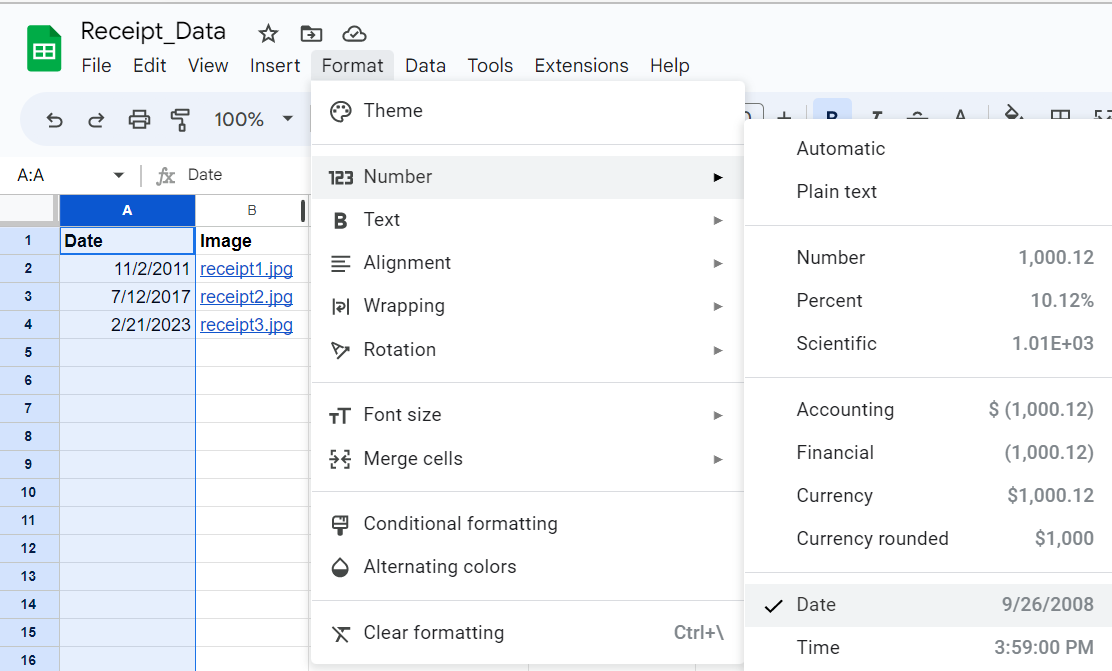 Receipt_Data
File Edit View Insert Format Data Tools Extensions Help
100%
A:A
fx Date
A B
1 Date Image
2 11/2/2011 receipt1.jpg
3 7/12/2017 receipt2.jpg
4 2/21/2023 receipt3.jpg
5
6
7
8
9
10
11
12
13
14
15
16
Theme
123 Number
B Text
Alignment
Wrapping
Rotation
Font size
Merge cells
Conditional formatting
Alternating colors
Clear formatting Ctrl+\
Automatic
Plain text
Number 1,000.12
Percent 10.12%
Scientific 1.01E+03
Accounting $ (1,000.12)
Financial (1,000.12)
Currency $1,000.12
Currency rounded $1,000
Date 9/26/2008
Time 3:59:00 PM